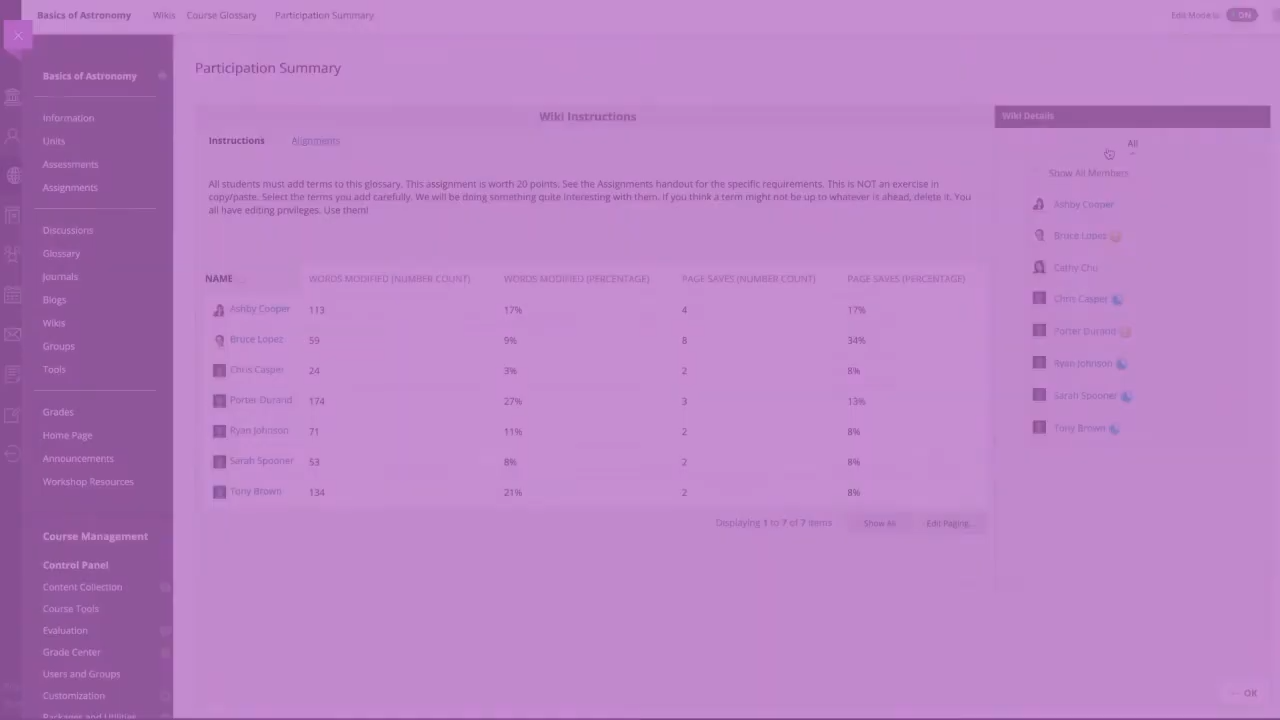 Basics of Astronomy Wikis Course Glossary Participation Summary Edit Mode is: ON
Basics of Astronomy
Information
Units
Assessments
Assignments
Discussions
Glossary
Journals
Blogs
Wikis
Groups
Tools
Grades
Home Page
Announcements
Workshop Resources
Course Management
Control Panel
Content Collection
Course Tools
Evaluation
Grade Center
Users and Groups
Customization
Packages and Utilities
Participation Summary
Wiki Instructions
Instructions Alignments
All students must add terms to this glossary. This assignment is worth 20 points. See the Assignments handout for the specific requirements. This is NOT an exercise in
copy/paste. Select the terms you add carefully. We will be doing something quite interesting with them. If you think a term might not be up to whatever it ahead, delete it. You
all have editing privileges. Use them!
NAME WORDS MODIFIED (NUMBER COUNT) WORDS MODIFIED (PERCENTAGE) PAGE SAVES (NUMBER COUNT) PAGE SAVES (PERCENTAGE)
Ashby Cooper 113 17% 4 17%
Bruce Lopez 59 9% 8 34%
Chris Casper 24 3% 2 8%
Porter Durand 174 27% 3 13%
Ryan Johnson 71 11% 2 8%
Sarah Spooner 53 8% 2 8%
Tony Brown 134 21% 2 8%
Displaying 1 to 7 of 7 items Show All Edit Paging...
Wiki Details
All
Show All Members
Ashby Cooper
Bruce Lopez
Cathy Chu
Chris Casper
Porter Durand
Ryan Johnson
Sarah Spooner
Tony Brown
← OK